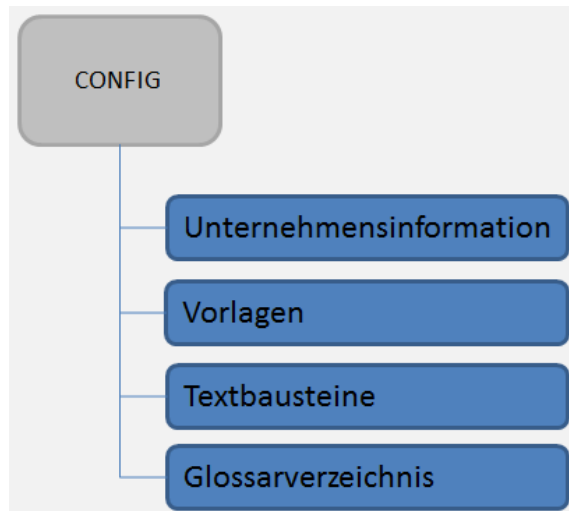 CONFIG
Unternehmensinformation
Vorlagen
Textbausteine
Glossarverzeichnis